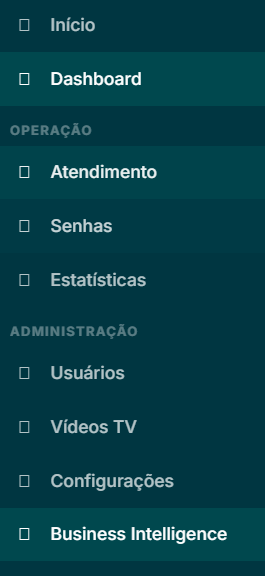 Início
Dashboard
OPERAÇÃO
Atendimento
Senhas
Estatísticas
ADMINISTRAÇÃO
Usuários
Vídeos TV
Configurações
Business Intelligence